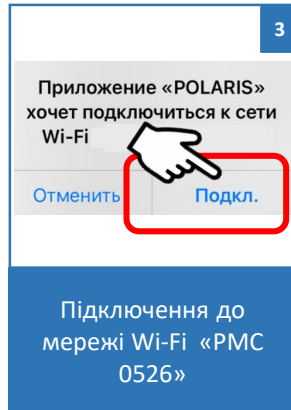 3
Приложение «POLARIS»
хочет подключиться к сети
Wi-Fi
Отменить Подкл.
Підключення до
мережі Wi-Fi «PMC
0526»